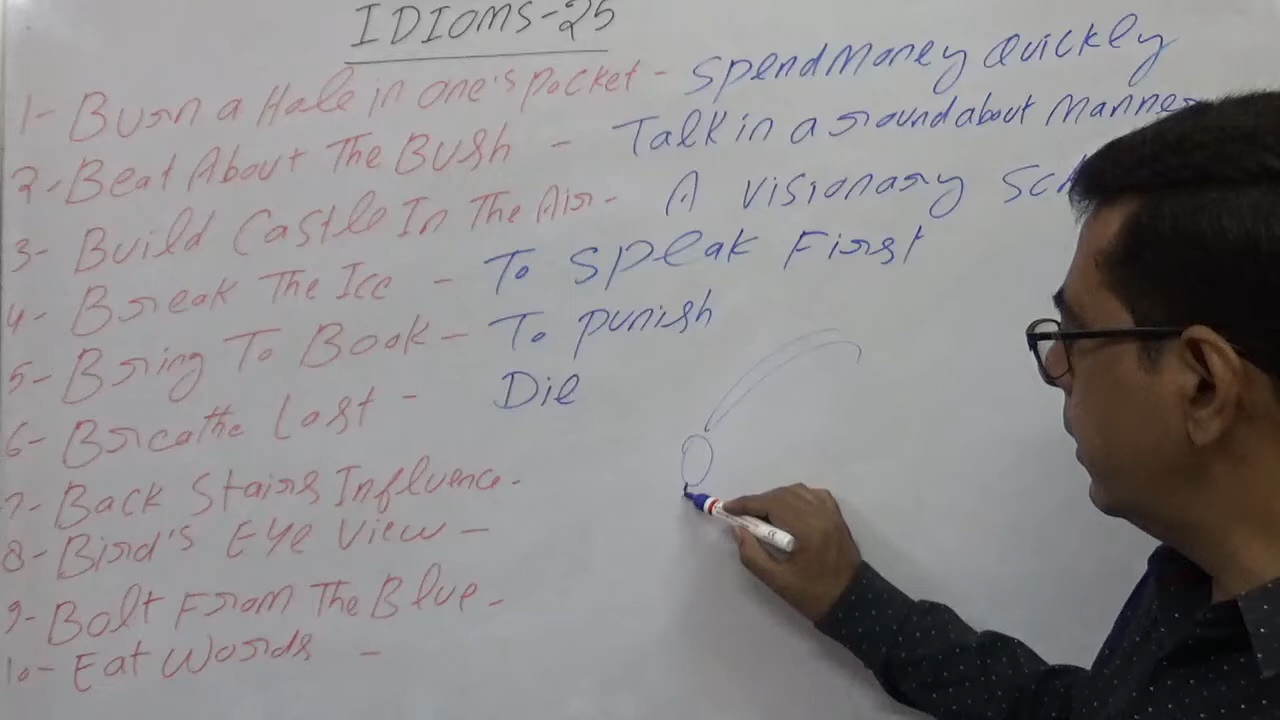 IDIOMS-25
1- Burn a Hole in one's pocket - Spend Money Quickly
2- Beat About The Bush - Talk in a roundabout Manner
3- Build Castle In The Air - A visionary
4- Break The Ice - To Speak First
5- Bring To Book - To punish
6- Breathe Last - Die
7- Back Stairs Influence -
8- Bird's Eye View -
9- Bolt From The Blue -
10- Eat Words -